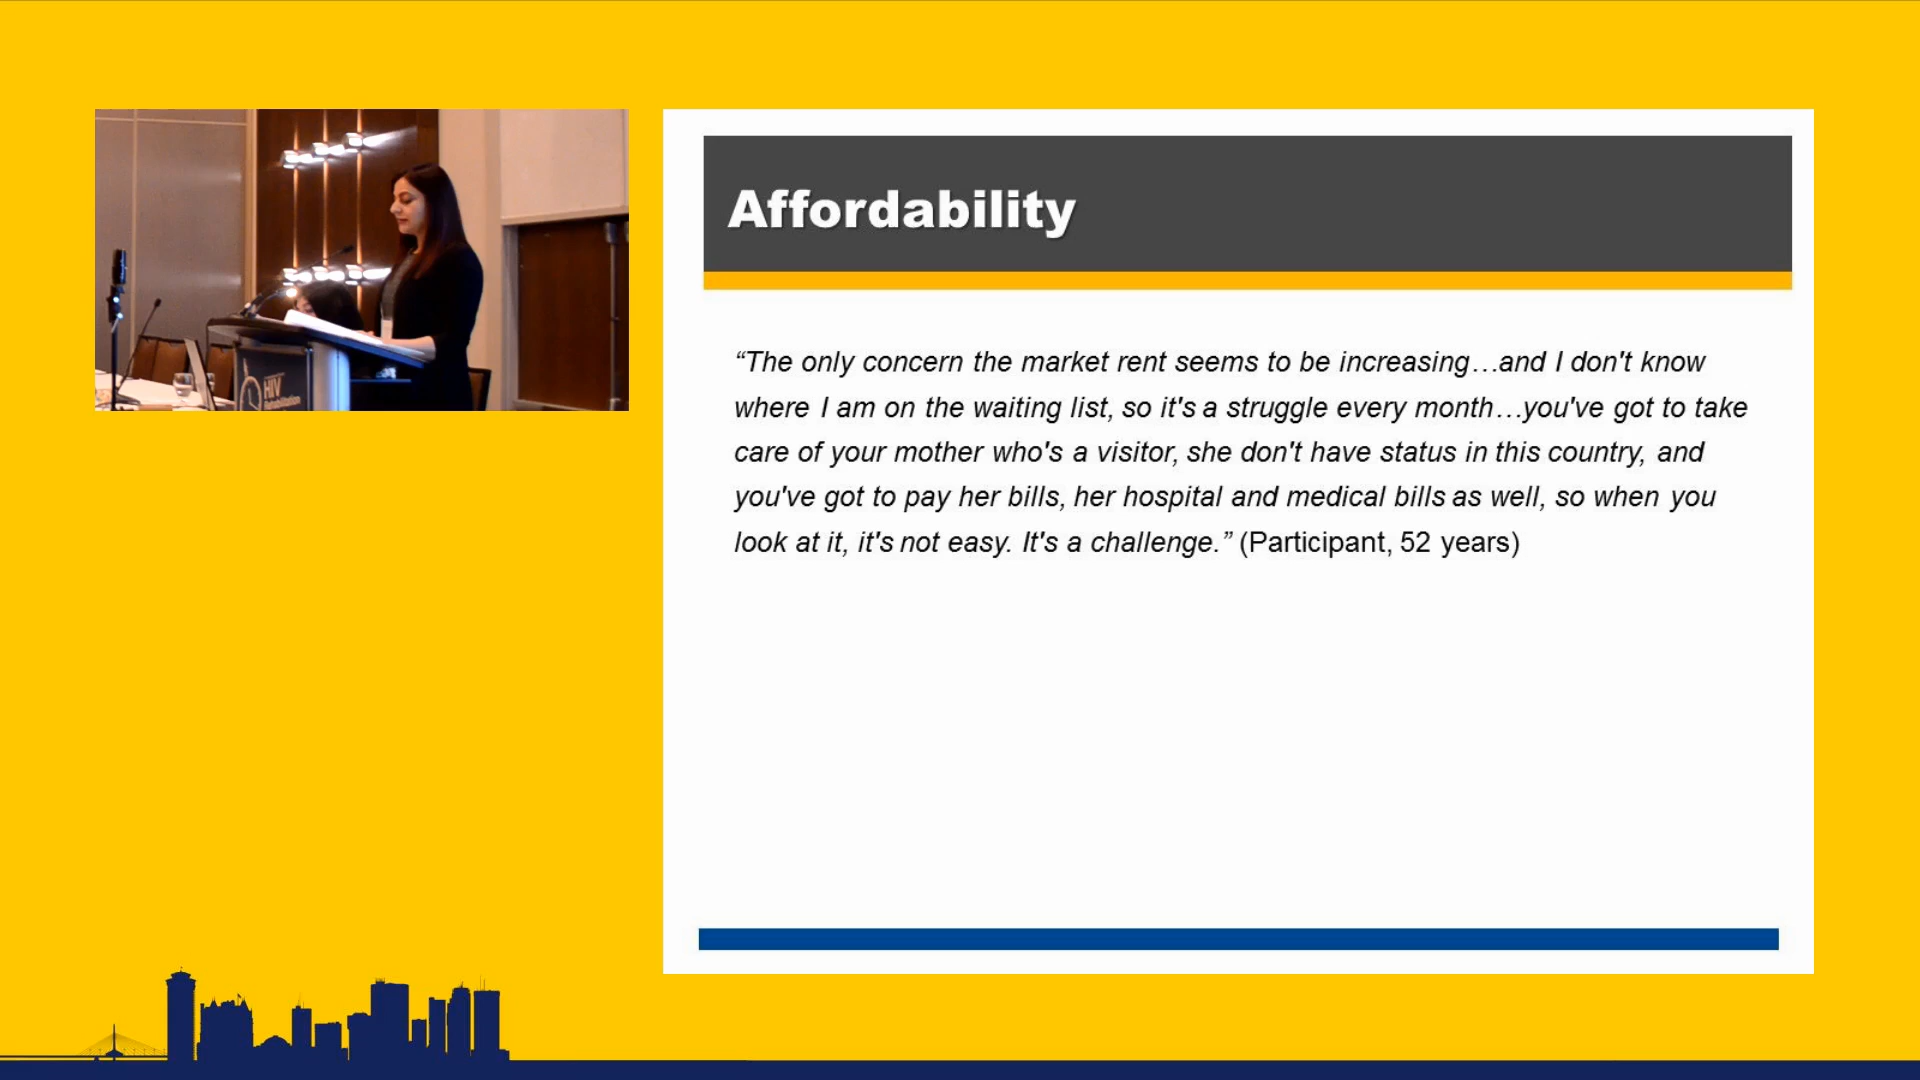 Affordability
“The only concern the market rent seems to be increasing…and I don't know
where I am on the waiting list, so it's a struggle every month…you've got to take
care of your mother who's a visitor, she don't have status in this country, and
you've got to pay her bills, her hospital and medical bills as well, so when you
look at it, it's not easy. It's a challenge.” (Participant, 52 years)
HIV